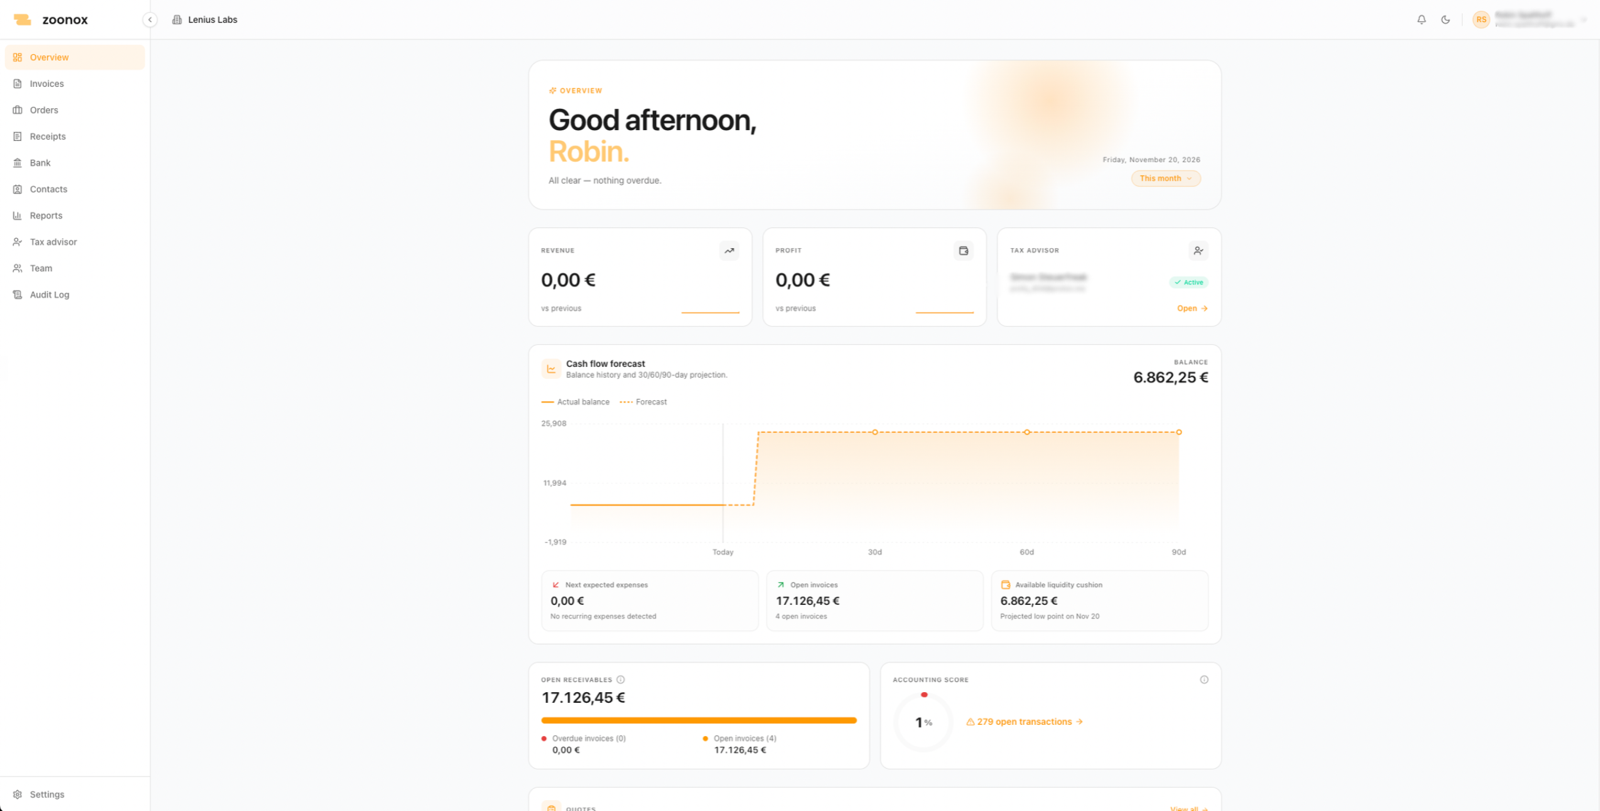 zoonox
Lenius Labs
RS
Overview
Invoices
Orders
Receipts
Bank
Contacts
Reports
Tax advisor
Team
Audit Log
Settings
OVERVIEW
Good afternoon,
Robin.
All clear — nothing overdue.
Friday, November 20, 2026
This month
REVENUE
0,00 €
vs previous
PROFIT
0,00 €
vs previous
TAX ADVISOR
Active
Open →
Cash flow forecast
Balance history and 30/60/90-day projection.
BALANCE
6.862,25 €
Actual balance
Forecast
25,908
11,994
-1,919
Today
30d
60d
90d
Next expected expenses
0,00 €
No recurring expenses detected
Open invoices
17.126,45 €
4 open invoices
Available liquidity cushion
6.862,25 €
Projected low point on Nov 20
OPEN RECEIVABLES
17.126,45 €
Overdue invoices (0)
0,00 €
Open invoices (4)
17.126,45 €
ACCOUNTING SCORE
1%
279 open transactions →
QUOTES
View all →